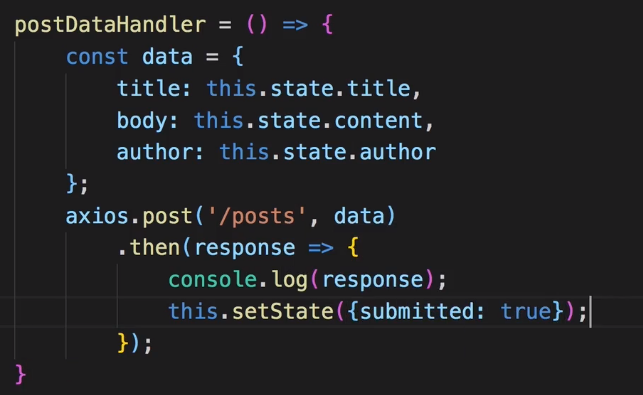 postDataHandler = () => {
    const data = {
        title: this.state.title,
        body: this.state.content,
        author: this.state.author
    };
    axios.post('/posts', data)
        .then(response => {
            console.log(response);
            this.setState({submitted: true});
        });
}